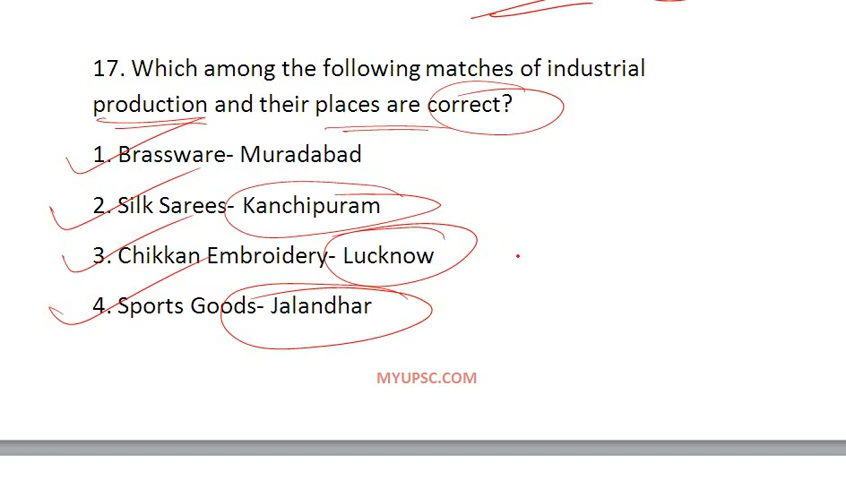 17. Which among the following matches of industrial
production and their places are correct?
1. Brassware- Muradabad
2. Silk Sarees- Kanchipuram
3. Chikkan Embroidery- Lucknow
4. Sports Goods- Jalandhar
MYUPSC.COM